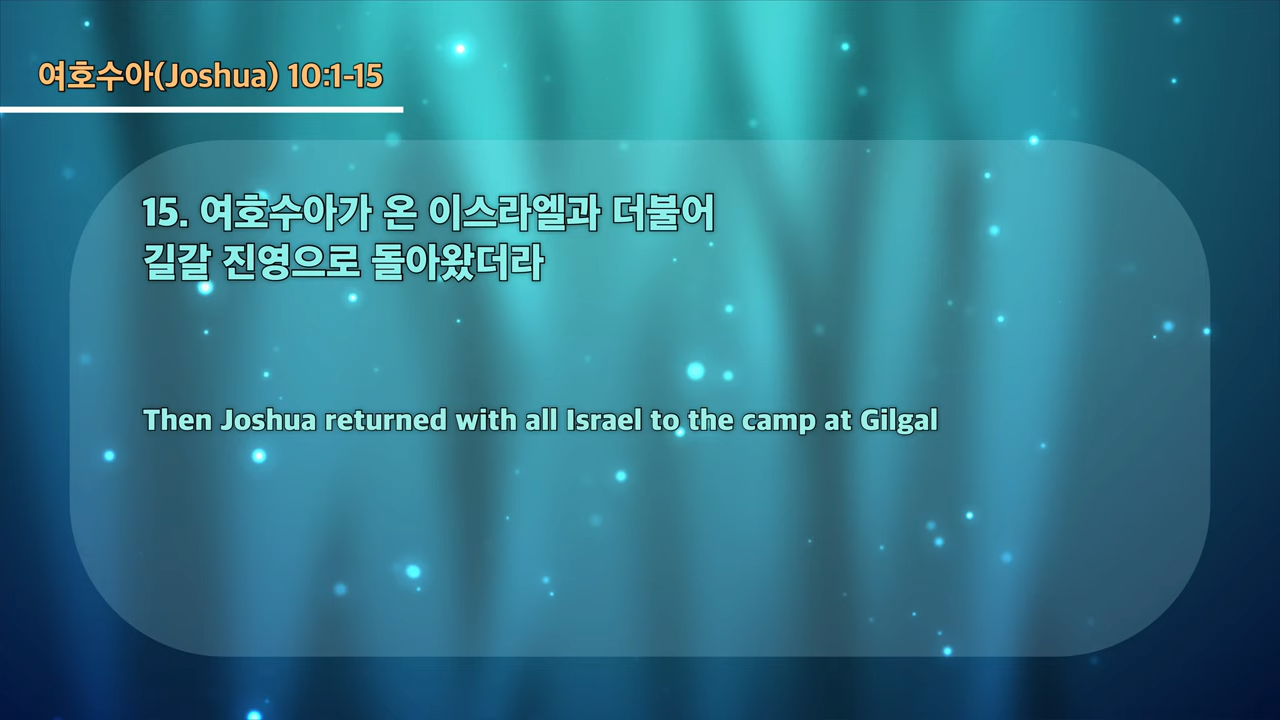 여호수아(Joshua) 10:1-15
15. 여호수아가 온 이스라엘과 더불어
길갈 진영으로 돌아왔더라
Then Joshua returned with all Israel to the camp at Gilgal